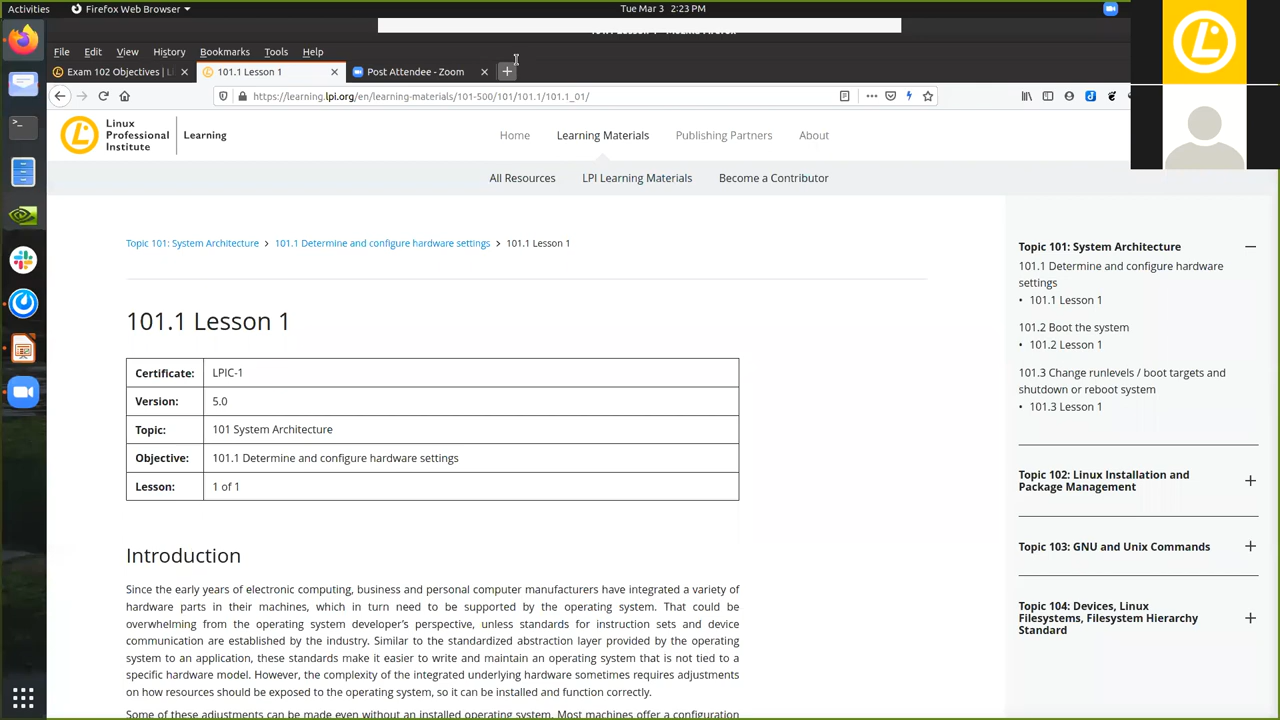 Activities
Firefox Web Browser
Tue Mar 3 2:23 PM
File Edit View History Bookmarks Tools Help
Exam 102 Objectives | Li
101.1 Lesson 1
Post Attendee - Zoom
https://learning.lpi.org/en/learning-materials/101-500/101/101.1/101.1_01/
Linux
Professional
Institute
Learning
Home Learning Materials Publishing Partners About
All Resources LPI Learning Materials Become a Contributor
Topic 101: System Architecture > 101.1 Determine and configure hardware settings > 101.1 Lesson 1
101.1 Lesson 1
Certificate: LPIC-1
Version: 5.0
Topic: 101 System Architecture
Objective: 101.1 Determine and configure hardware settings
Lesson: 1 of 1
Introduction
Since the early years of electronic computing, business and personal computer manufacturers have integrated a variety of
hardware parts in their machines, which in turn need to be supported by the operating system. That could be
overwhelming from the operating system developer's perspective, unless standards for instruction sets and device
communication are established by the industry. Similar to the standardized abstraction layer provided by the operating
system to an application, these standards make it easier to write and maintain an operating system that is not tied to a
specific hardware model. However, the complexity of the integrated underlying hardware sometimes requires adjustments
on how resources should be exposed to the operating system, so it can be installed and function correctly.
Some of these adjustments can be made even without an installed operating system. Most machines offer a configuration
Topic 101: System Architecture
101.1 Determine and configure hardware
settings
• 101.1 Lesson 1
101.2 Boot the system
• 101.2 Lesson 1
101.3 Change runlevels / boot targets and
shutdown or reboot system
• 101.3 Lesson 1
Topic 102: Linux Installation and
Package Management
Topic 103: GNU and Unix Commands
Topic 104: Devices, Linux
Filesystems, Filesystem Hierarchy
Standard